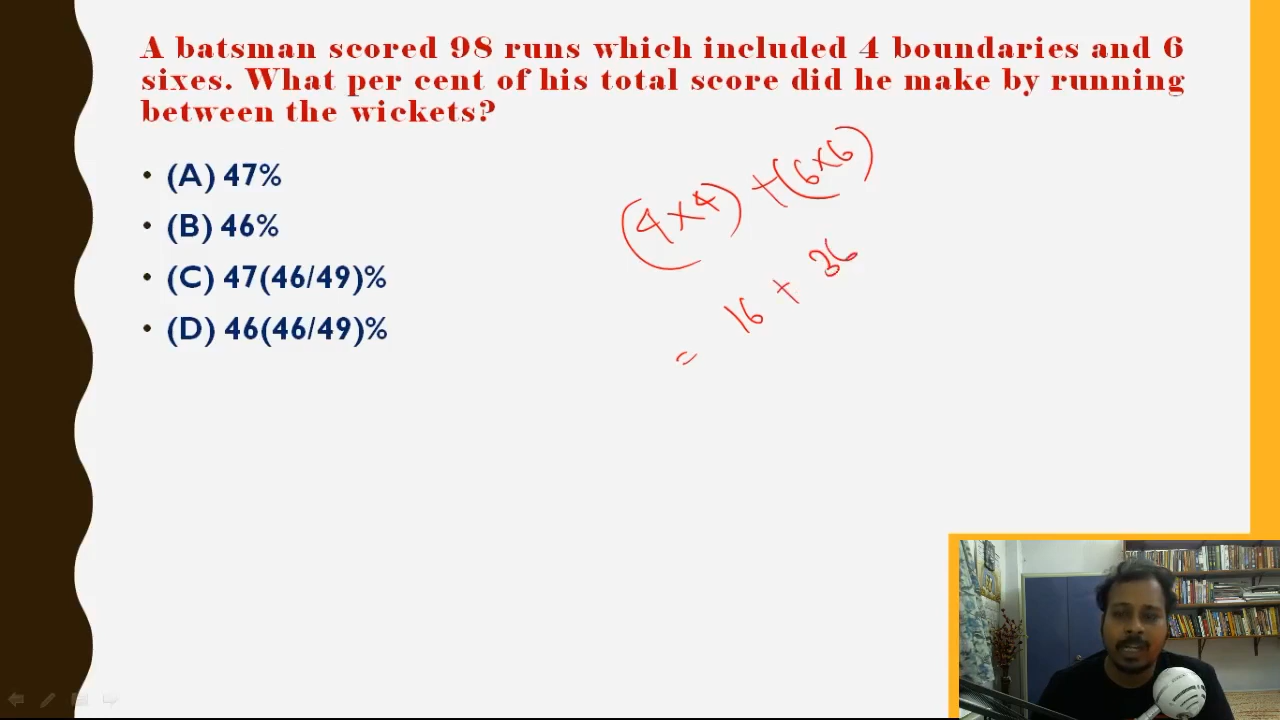 A batsman scored 98 runs which included 4 boundaries and 6
sixes. What per cent of his total score did he make by running
between the wickets?
• (A) 47%
• (B) 46%
• (C) 47(46/49)%
• (D) 46(46/49)%
(4×4) + (6×6)
= 16 + 36